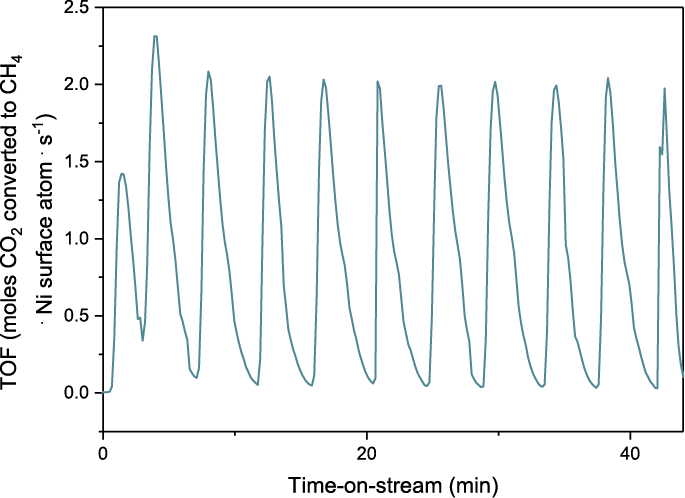 TOF (moles CO₂ converted to CH₄
· Ni surface atom · s⁻¹)
2.5
2.0
1.5
1.0
0.5
0.0
0 20 40
Time-on-stream (min)